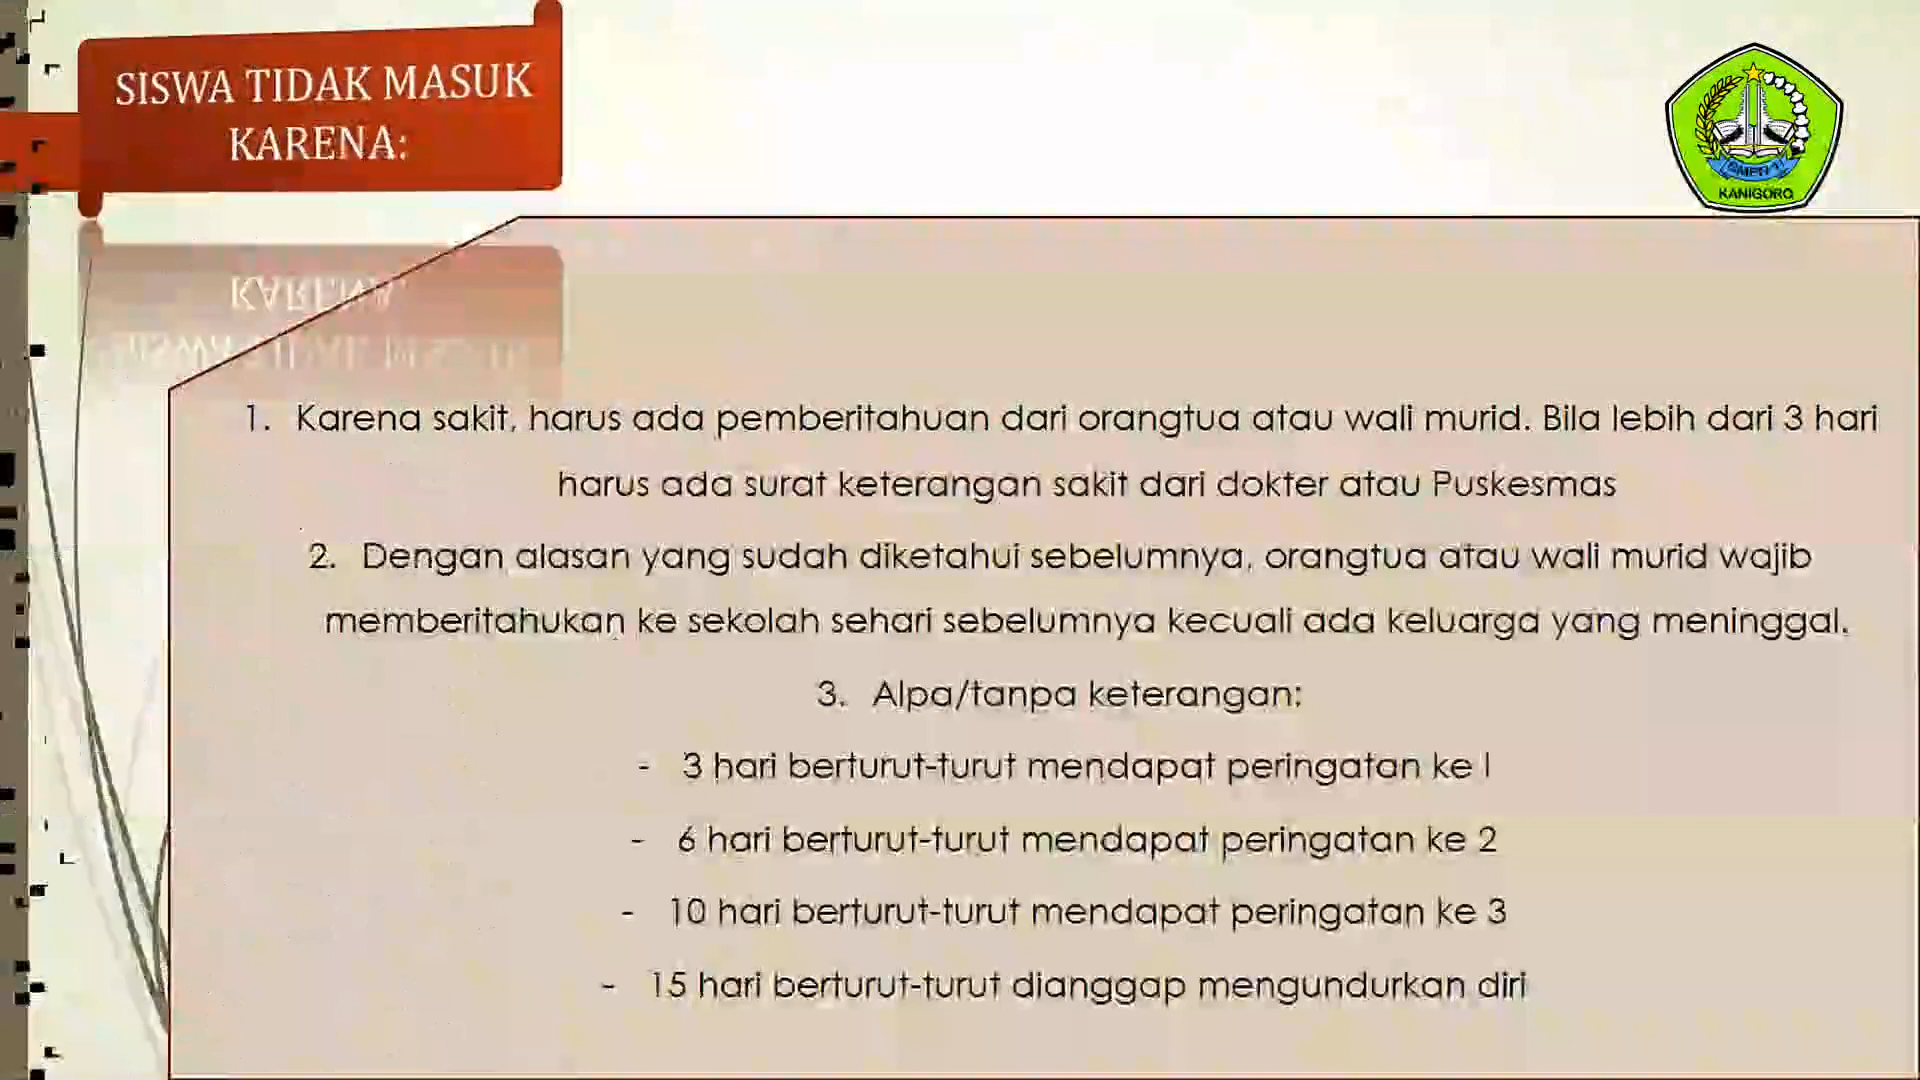 SISWA TIDAK MASUK
KARENA:
KANIGORO
1. Karena sakit, harus ada pemberitahuan dari orangtua atau wali murid. Bila lebih dari 3 hari
harus ada surat keterangan sakit dari dokter atau Puskesmas
2. Dengan alasan yang sudah diketahui sebelumnya, orangtua atau wali murid wajib
memberitahukan ke sekolah sehari sebelumnya kecuali ada keluarga yang meninggal.
3. Alpa/tanpa keterangan:
- 3 hari berturut-turut mendapat peringatan ke I
- 6 hari berturut-turut mendapat peringatan ke 2
- 10 hari berturut-turut mendapat peringatan ke 3
- 15 hari berturut-turut dianggap mengundurkan diri